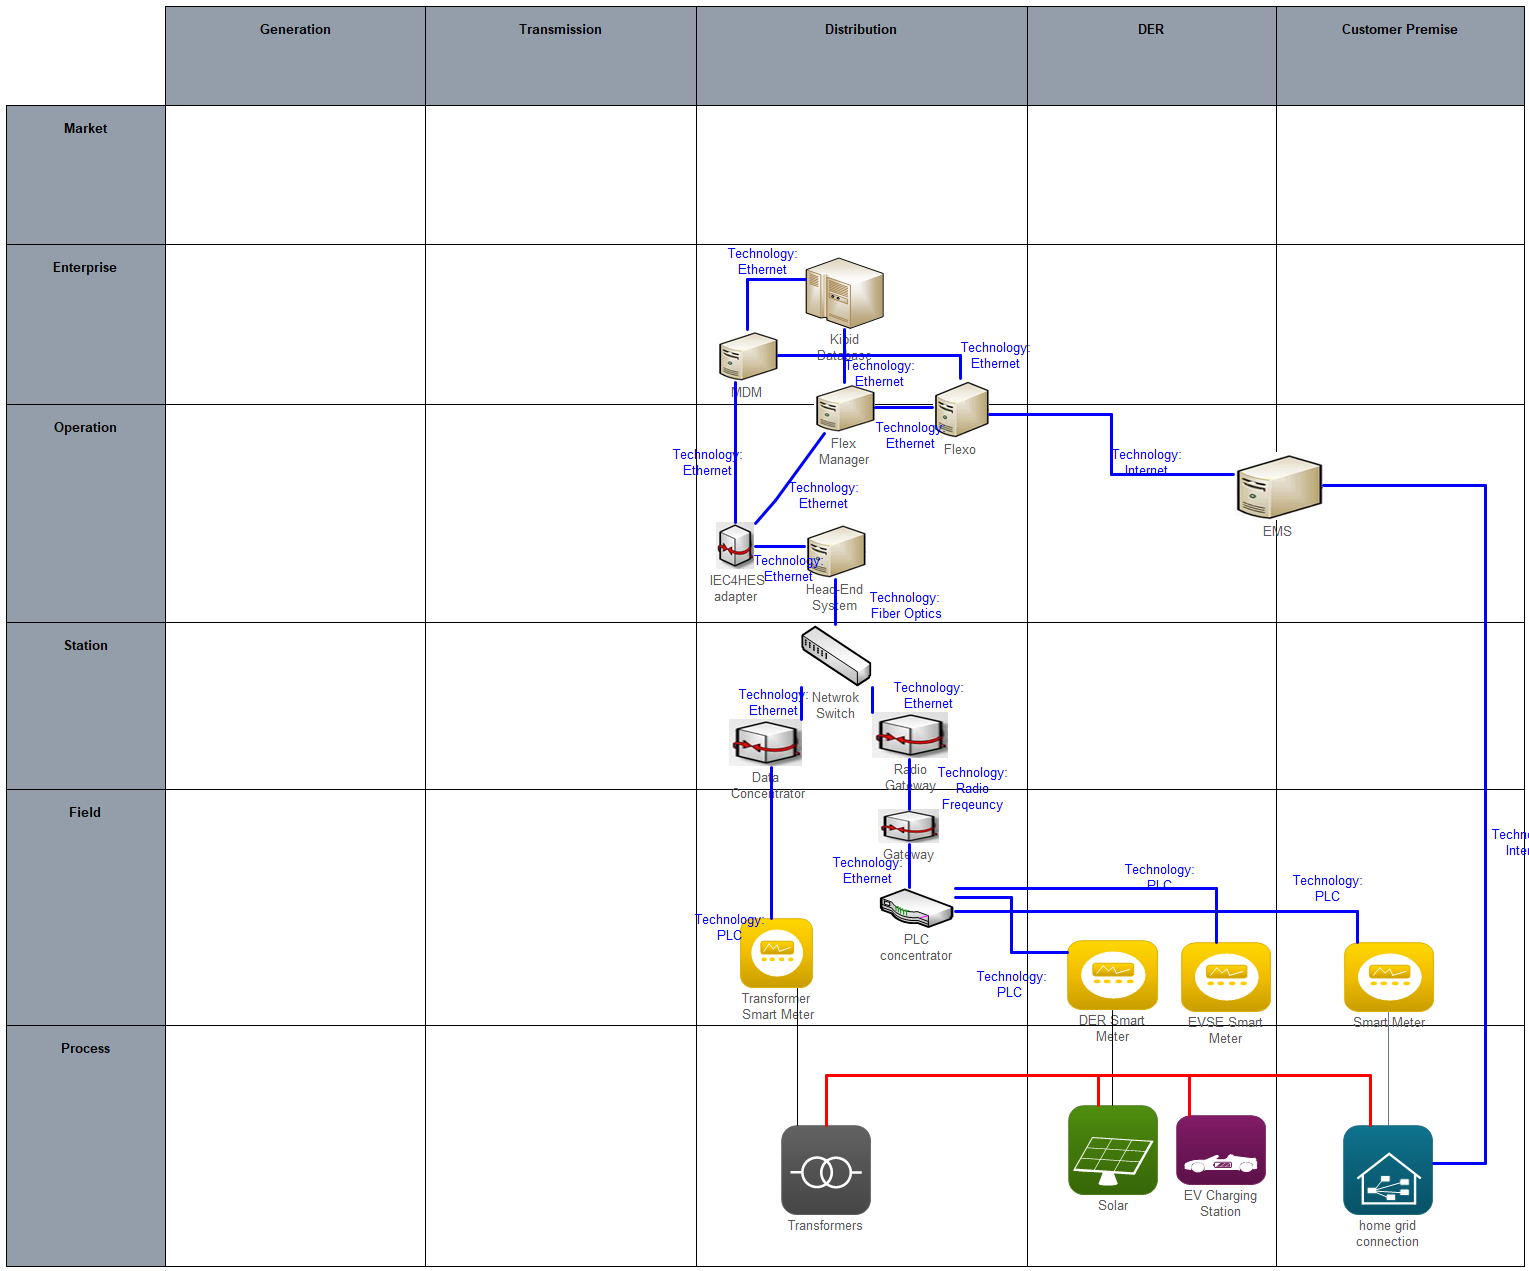 Generation
Transmission
Distribution
DER
Customer Premise
Market
Enterprise
Technology:
Ethernet
Kibid
Database
MDM
Technology:
Ethernet
Technology:
Ethernet
Operation
Flex
Manager
Technology:
Ethernet
Flexo
Technology:
Ethernet
Technology:
Ethernet
Technology:
Internet
EMS
IEC4HES
adapter
Technology:
Ethernet
Head-End
System
Technology:
Fiber Optics
Station
Netwrok
Switch
Technology:
Ethernet
Technology:
Ethernet
Data
Concentrator
Radio
Gateway
Technology:
Radio
Freqeuncy
Field
Gateway
Technology:
Ethernet
PLC
concentrator
Technology:
PLC
Technology:
PLC
Techno
Inter
Technology:
PLC
Technology:
PLC
Transformer
Smart Meter
DER Smart
Meter
EVSE Smart
Meter
Smart Meter
Process
Transformers
Solar
EV Charging
Station
home grid
connection